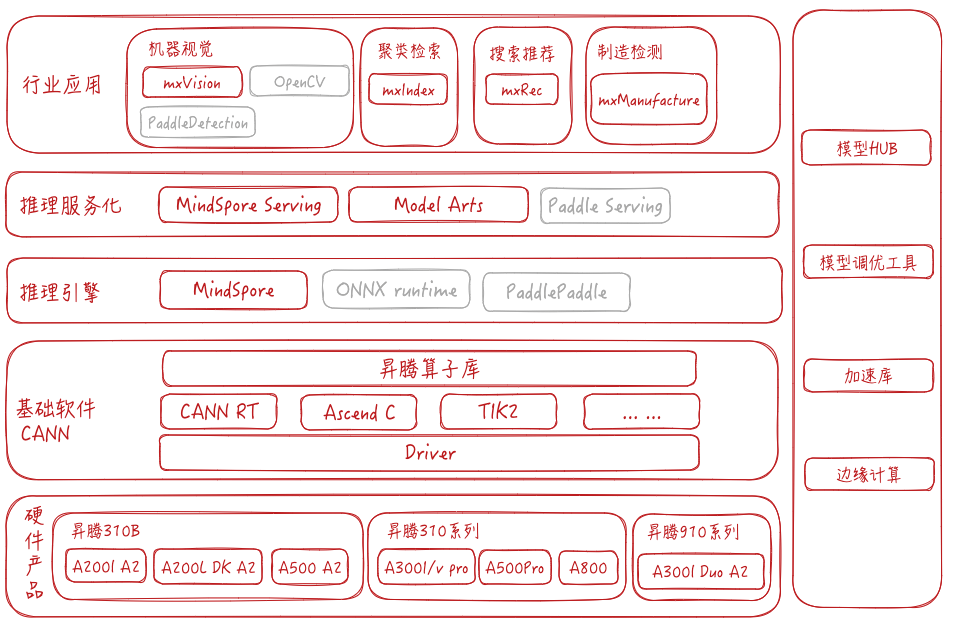 行业应用
机器视觉
mxVision
OpenCV
PaddleDetection
聚类检索
mxIndex
搜索推荐
mxRec
制造检测
mxManufacture
推理服务化
MindSpore Serving
Model Arts
Paddle Serving
推理引擎
MindSpore
ONNX runtime
PaddlePaddle
基础软件
CANN
昇腾算子库
CANN RT
Ascend C
TIK2
... ...
Driver
硬件产品
昇腾310B
A200I A2
A200I DK A2
A500 A2
昇腾310系列
A300I/v pro
A500Pro
A800
昇腾910系列
A300I Duo A2
模型HUB
模型调优工具
加速库
边缘计算